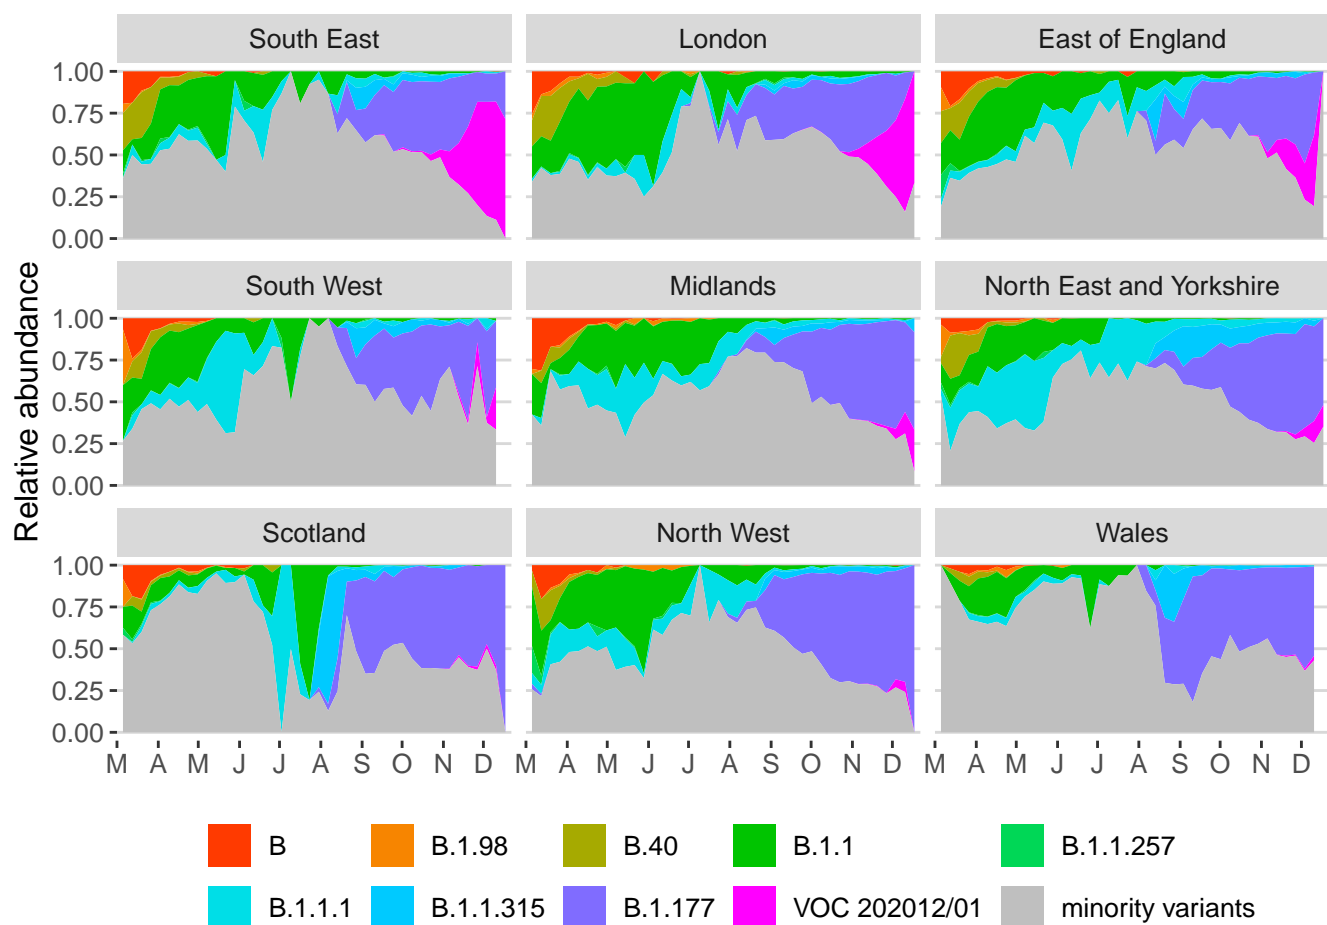 South East London East of England
1.00
0.75
0.50
0.25
0.00
South West Midlands North East and Yorkshire
1.00
0.75
0.50
0.25
0.00
Relative abundance
Scotland North West Wales
1.00
0.75
0.50
0.25
0.00
M A M J J A S O N D M A M J J A S O N D M A M J J A S O N D
B B.1.98 B.40 B.1.1 B.1.1.257
B.1.1.1 B.1.1.315 B.1.177 VOC 202012/01 minority variants